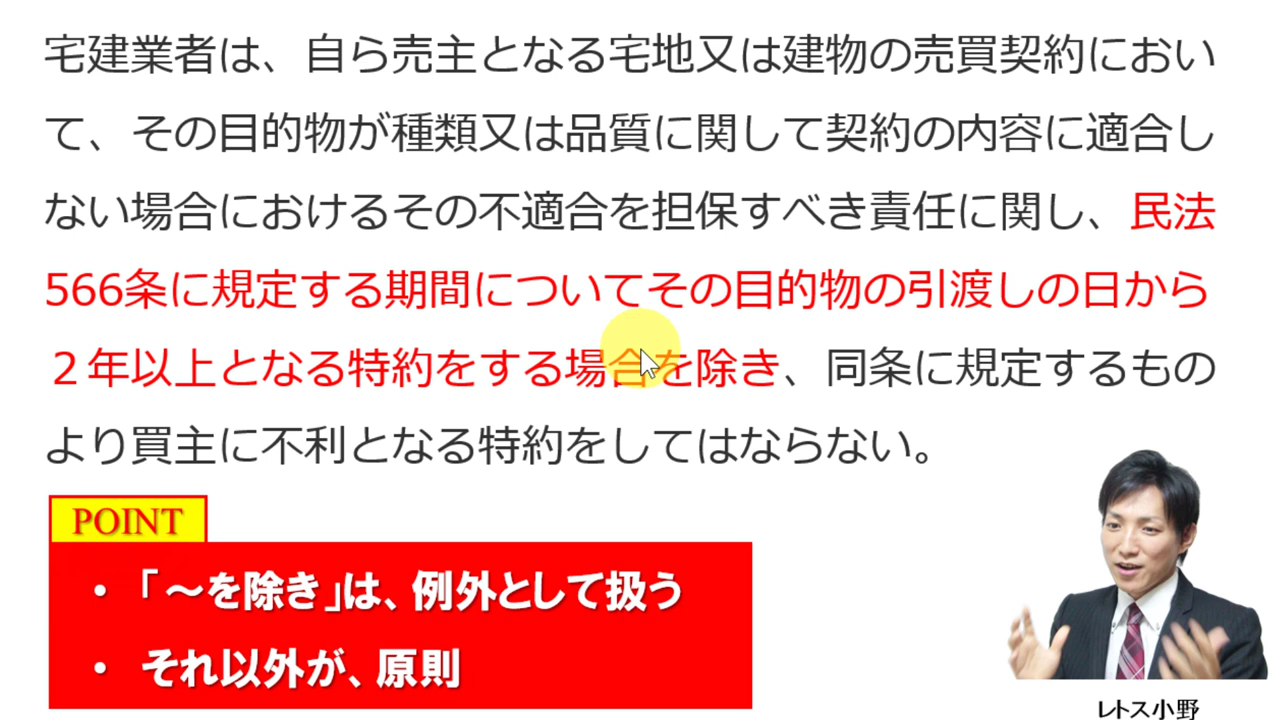 宅建業者は、自ら売主となる宅地又は建物の売買契約におい
て、その目的物が種類又は品質に関して契約の内容に適合し
ない場合におけるその不適合を担保すべき責任に関し、民法
566条に規定する期間についてその目的物の引渡しの日から
２年以上となる特約をする場合を除き、同条に規定するもの
より買主に不利となる特約をしてはならない。
POINT
・「～を除き」は、例外として扱う
・ それ以外が、原則
レトス小野